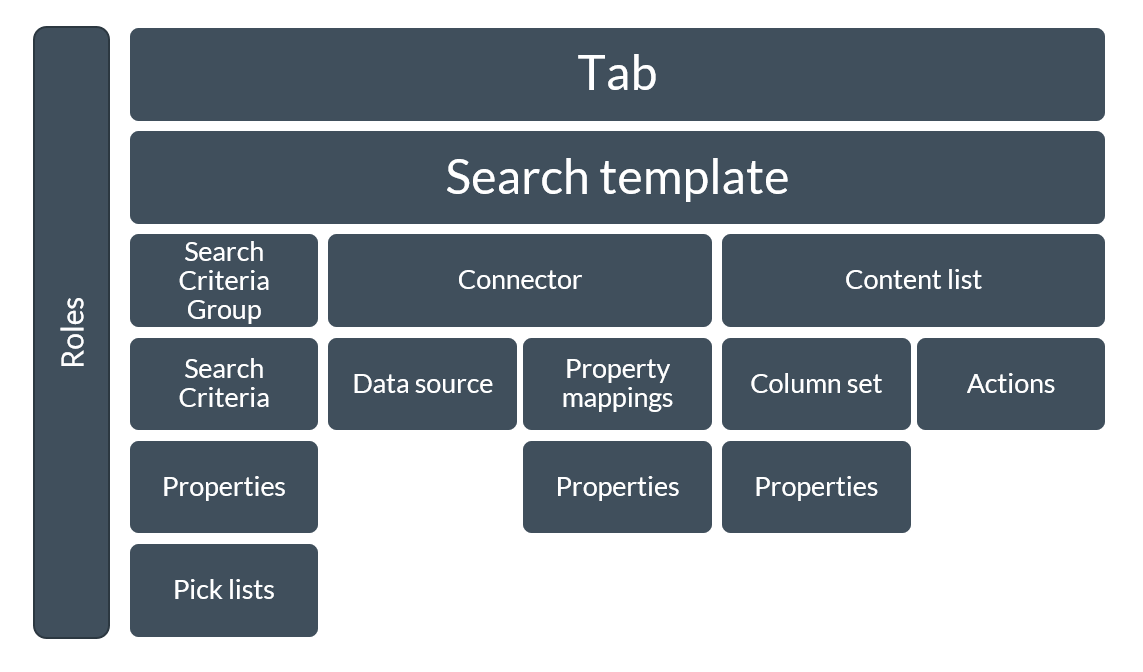 Roles
Tab
Search template
Search
Criteria
Group
Connector
Content list
Search
Criteria
Data source
Property
mappings
Column set
Actions
Properties
Properties
Properties
Pick lists